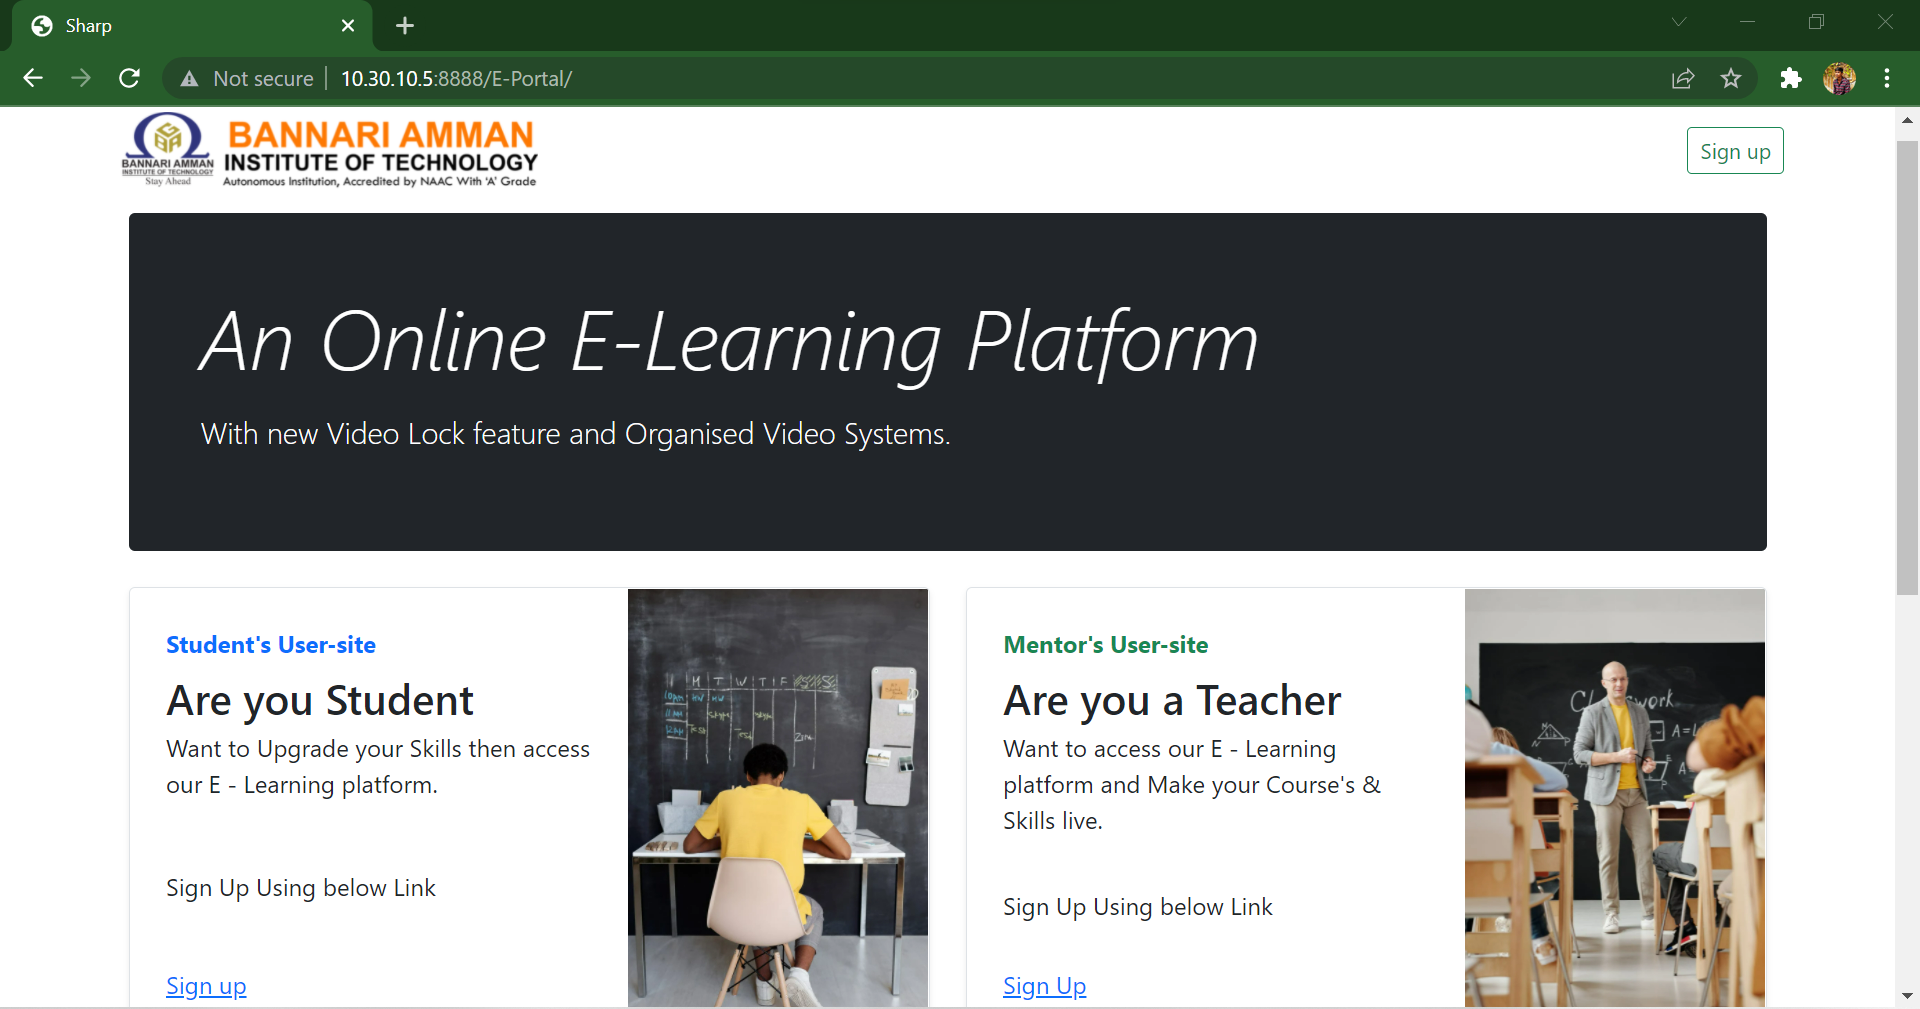 Sharp
Not secure
10.30.10.5:8888/E-Portal/
BANNARI AMMAN
INSTITUTE OF TECHNOLOGY
Stay Ahead
BANNARI AMMAN
INSTITUTE OF TECHNOLOGY
Autonomous Institution, Accredited by NAAC With 'A' Grade
Sign up
An Online E-Learning Platform
With new Video Lock feature and Organised Video Systems.
Student's User-site
Are you Student
Want to Upgrade your Skills then access
our E - Learning platform.
Sign Up Using below Link
Sign up
M T W T F S S
Mentor's User-site
Are you a Teacher
Want to access our E - Learning
platform and Make your Course's &
Skills live.
Sign Up Using below Link
Sign Up